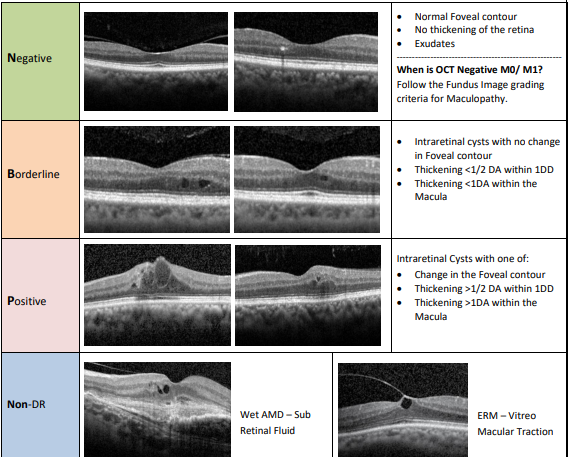 Negative
• Normal Foveal contour
• No thickening of the retina
• Exudates
When is OCT Negative M0/ M1?
Follow the Fundus Image grading
criteria for Maculopathy.
Borderline
• Intraretinal cysts with no change
in Foveal contour
• Thickening <1/2 DA within 1DD
• Thickening <1DA within the
Macula
Positive
Intraretinal Cysts with one of:
• Change in the Foveal contour
• Thickening >1/2 DA within 1DD
• Thickening >1DA within the
Macula
Non-DR
Wet AMD – Sub
Retinal Fluid
ERM – Vitreo
Macular Traction